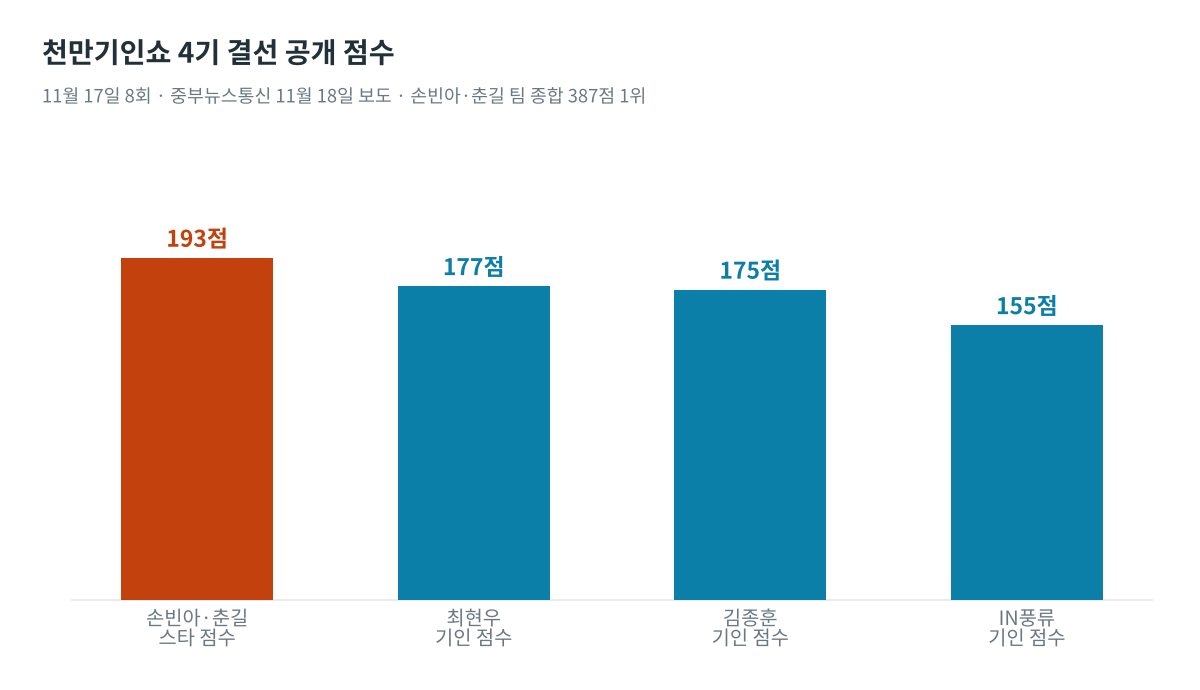 천만기인쇼 4기 결선 공개 점수
11월 17일 8회 · 중부뉴스통신 11월 18일 보도 · 손빈아·춘길 팀 종합 387점 1위
193점
177점
175점
155점
손빈아·춘길
스타 점수
최현우
기인 점수
김종훈
기인 점수
IN풍류
기인 점수